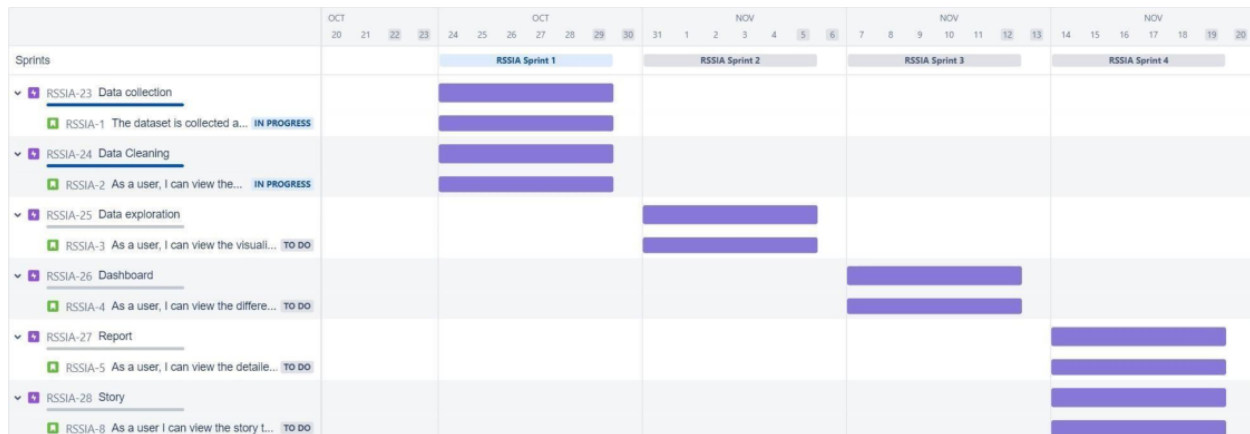 OCT OCT NOV NOV NOV
20 21 22 23 24 25 26 27 28 29 30 31 1 2 3 4 5 6 7 8 9 10 11 12 13 14 15 16 17 18 19 20
Sprints RSSIA Sprint 1 RSSIA Sprint 2 RSSIA Sprint 3 RSSIA Sprint 4
RSSIA-23 Data collection
RSSIA-1 The dataset is collected a... IN PROGRESS
RSSIA-24 Data Cleaning
RSSIA-2 As a user, I can view the... IN PROGRESS
RSSIA-25 Data exploration
RSSIA-3 As a user, I can view the visuali... TO DO
RSSIA-26 Dashboard
RSSIA-4 As a user, I can view the differe... TO DO
RSSIA-27 Report
RSSIA-5 As a user, I can view the detaile... TO DO
RSSIA-28 Story
RSSIA-8 As a user I can view the story t... TO DO